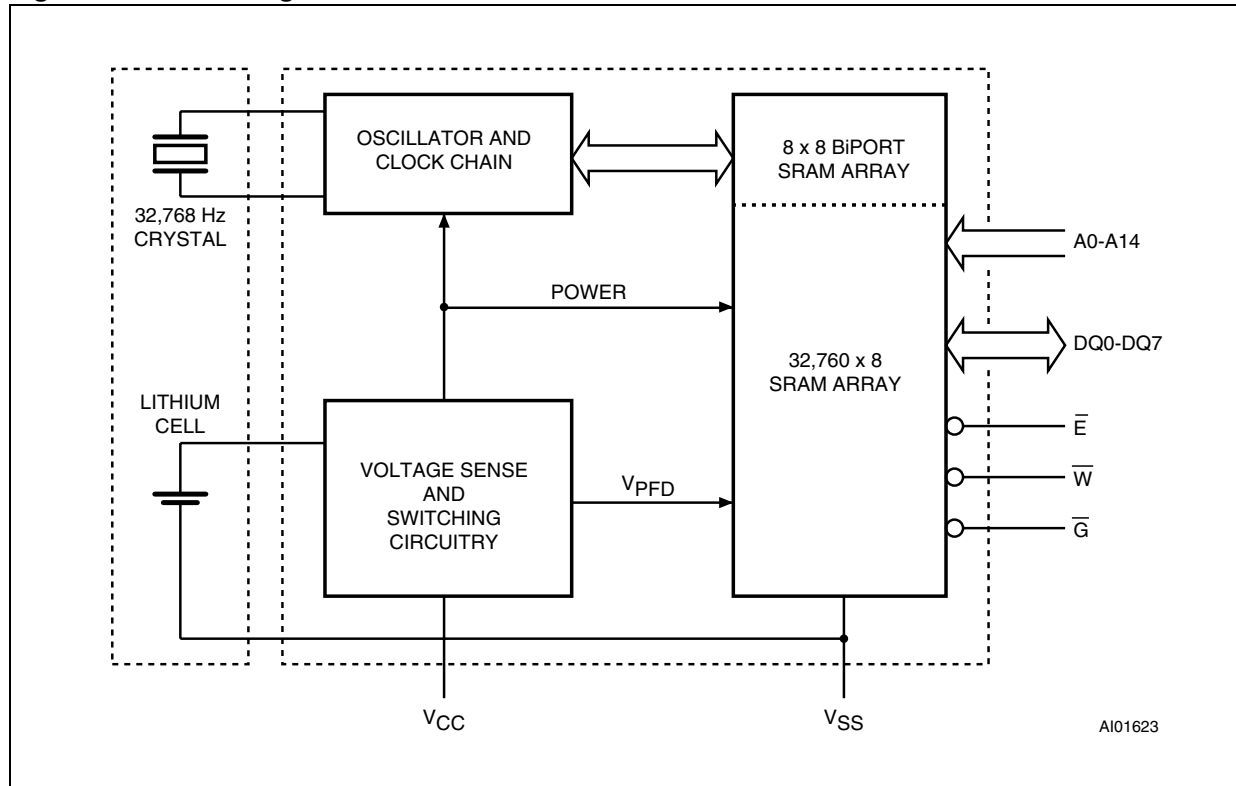 OSCILLATOR AND
CLOCK CHAIN
8 x 8 BiPORT
SRAM ARRAY
32,768 Hz
CRYSTAL
A0-A14
POWER
DQ0-DQ7
32,760 x 8
SRAM ARRAY
LITHIUM
CELL
E̅
VOLTAGE SENSE
AND
SWITCHING
CIRCUITRY
VPFD
W̅
G̅
VCC
VSS
AI01623